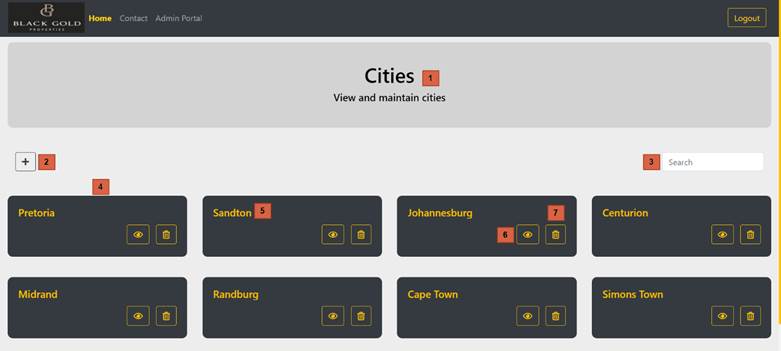 BLACK GOLD
PROPERTIES
Home Contact Admin Portal Logout
Cities 1
View and maintain cities
+ 2 3 Search
4
Pretoria Sandton 5 Johannesburg 7 Centurion
6
Midrand Randburg Cape Town Simons Town